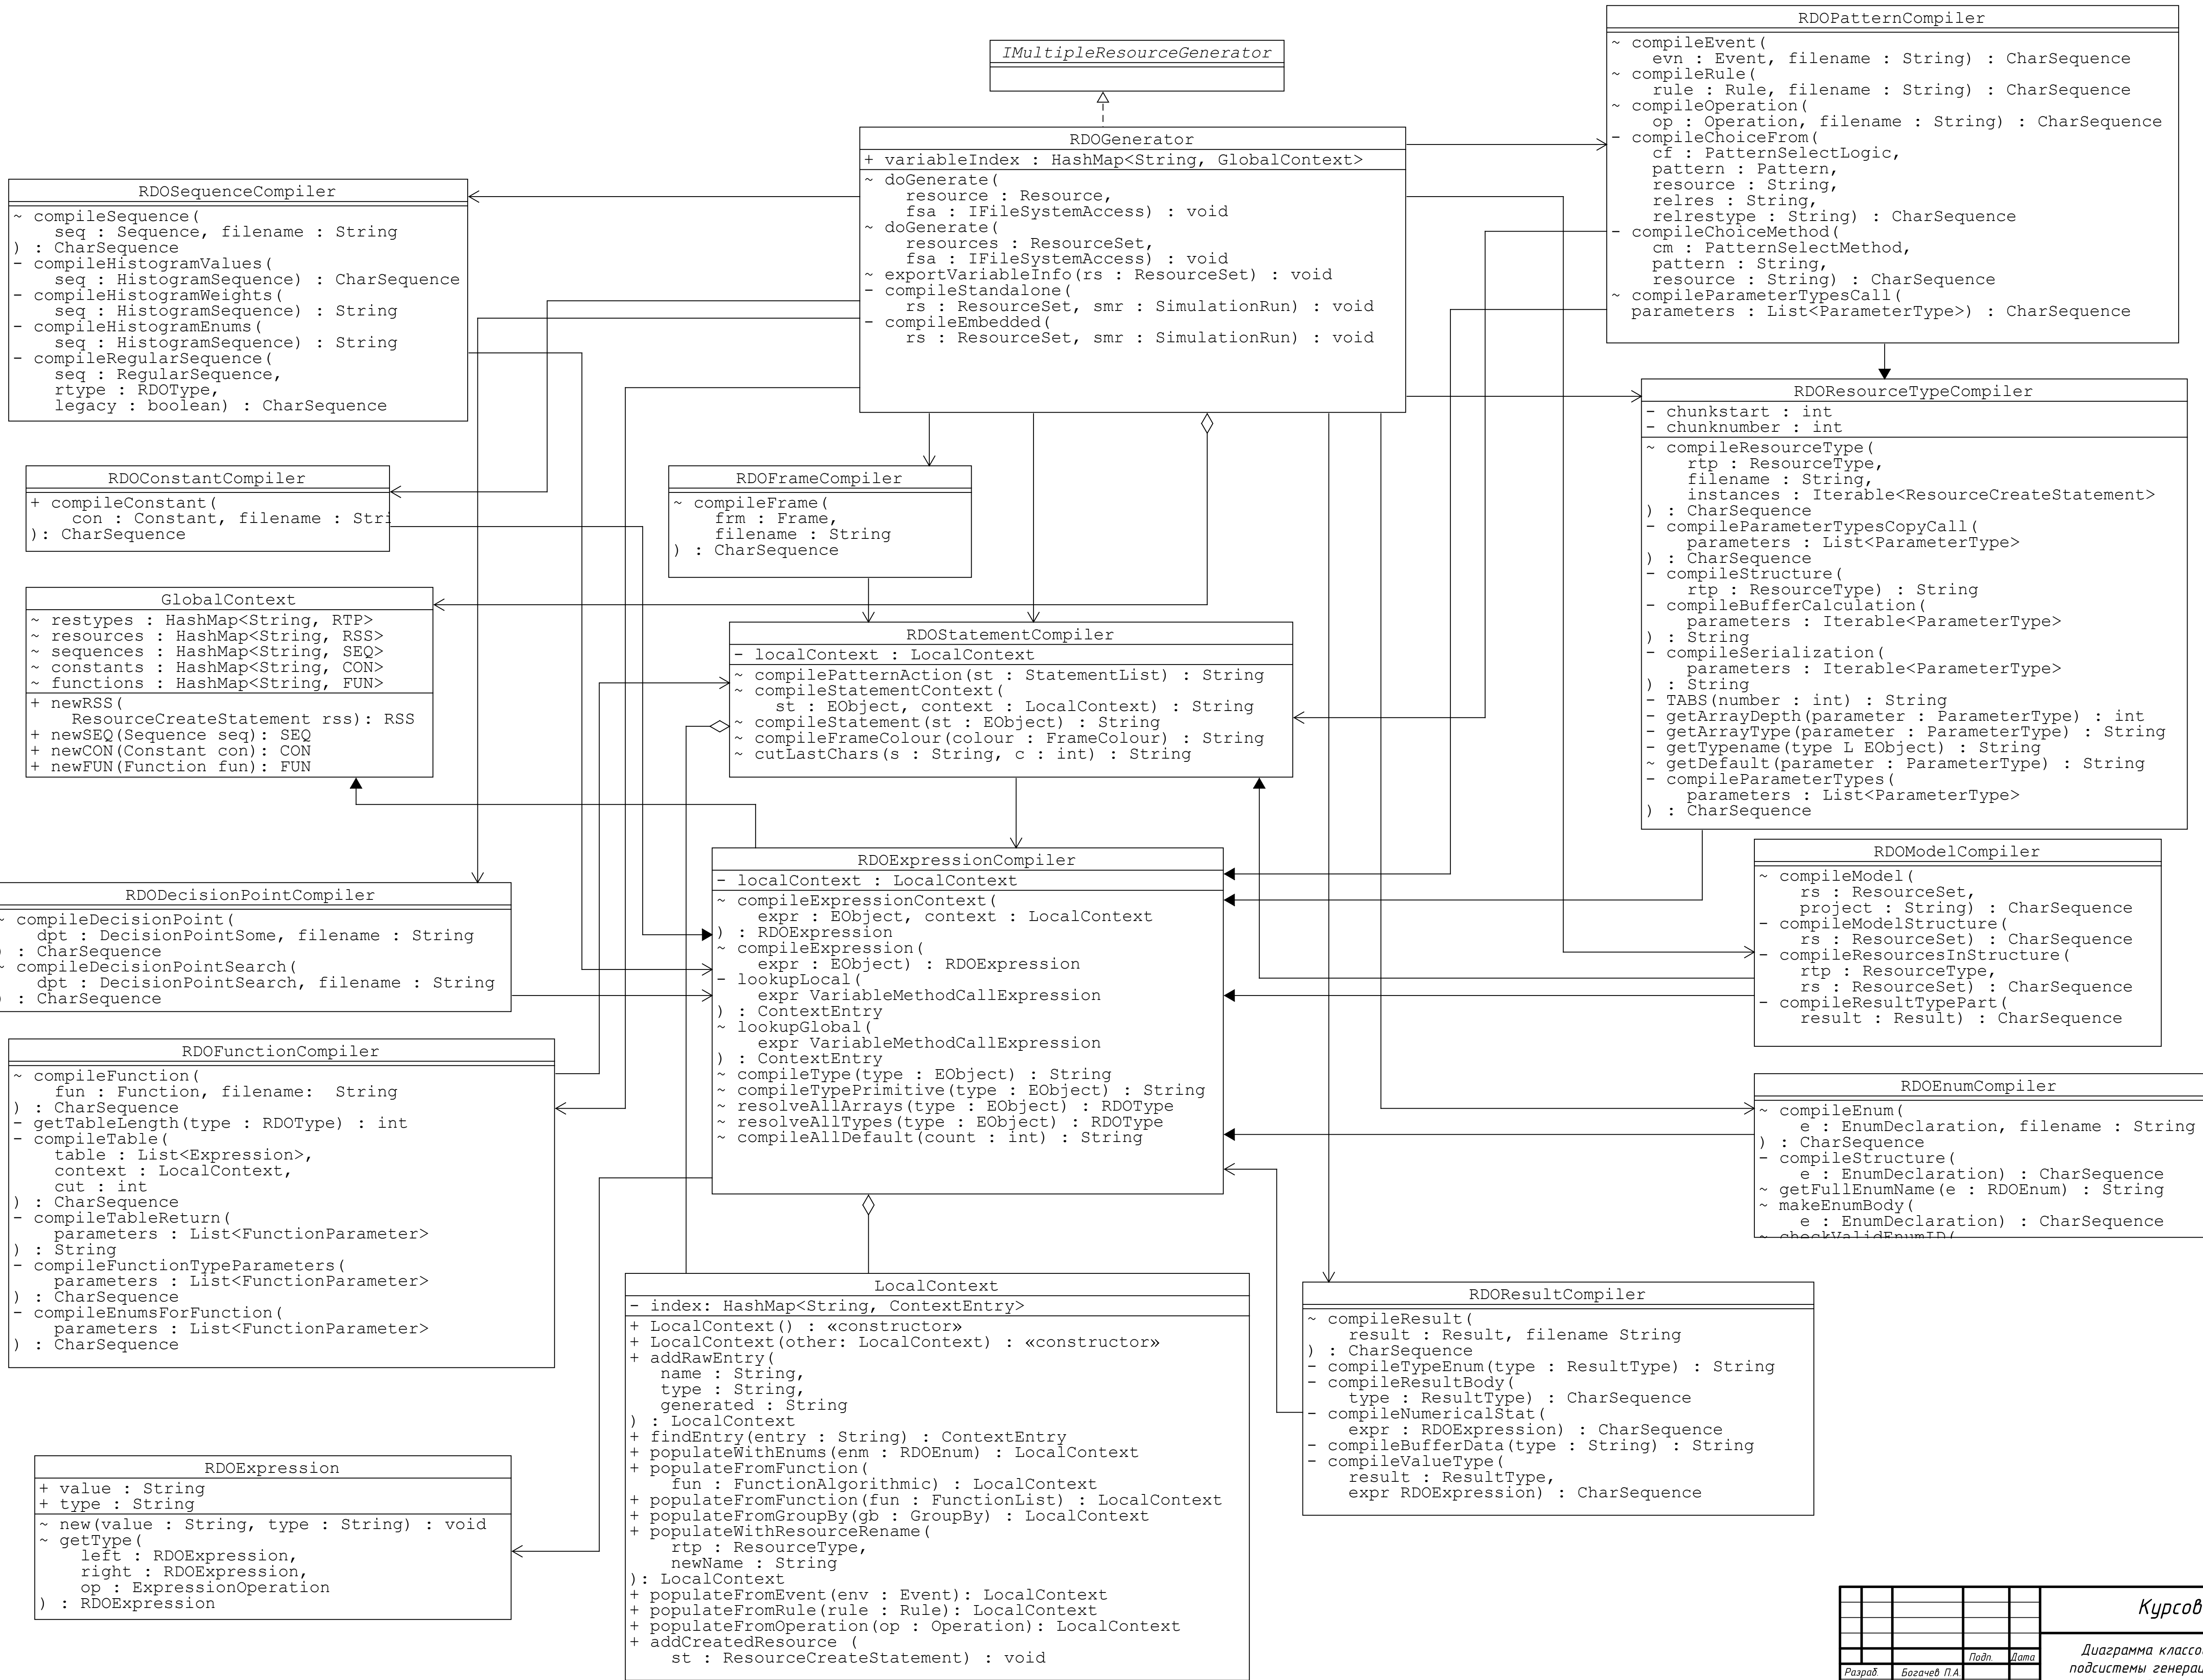 IMultipleResourceGenerator
RDOGenerator
+ variableIndex : HashMap<String, GlobalContext>
~ doGenerate(
resource : Resource,
fsa : IFileSystemAccess) : void
~ doGenerate(
resources : ResourceSet,
fsa : IFileSystemAccess) : void
~ exportVariableInfo(rs : ResourceSet) : void
- compileStandalone(
rs : ResourceSet, smr : SimulationRun) : void
- compileEmbedded(
rs : ResourceSet, smr : SimulationRun) : void
RDOPatternCompiler
~ compileEvent(
evn : Event, filename : String) : CharSequence
~ compileRule(
rule : Rule, filename : String) : CharSequence
~ compileOperation(
op : Operation, filename : String) : CharSequence
- compileChoiceFrom(
cf : PatternSelectLogic,
pattern : Pattern,
resource : String,
relres : String,
relrestype : String) : CharSequence
- compileChoiceMethod(
cm : PatternSelectMethod,
pattern : String,
resource : String) : CharSequence
~ compileParameterTypesCall(
parameters : List<ParameterType>) : CharSequence
RDOSequenceCompiler
~ compileSequence(
seq : Sequence, filename : String
) : CharSequence
- compileHistogramValues(
seq : HistogramSequence) : CharSequence
- compileHistogramWeights(
seq : HistogramSequence) : String
- compileHistogramEnums(
seq : HistogramSequence) : String
- compileRegularSequence(
seq : RegularSequence,
rtype : RDOType,
legacy : boolean) : CharSequence
RDOResourceTypeCompiler
- chunkstart : int
- chunknumber : int
~ compileResourceType(
rtp : ResourceType,
filename : String,
instances : Iterable<ResourceCreateStatement>
) : CharSequence
- compileParameterTypesCopyCall(
parameters : List<ParameterType>
) : CharSequence
- compileStructure(
rtp : ResourceType) : String
- compileBufferCalculation(
parameters : Iterable<ParameterType>
) : String
- compileSerialization(
parameters : Iterable<ParameterType>
) : String
- TABS(number : int) : String
- getArrayDepth(parameter : ParameterType) : int
- getArrayType(parameter : ParameterType) : String
- getTypename(type L EObject) : String
~ getDefault(parameter : ParameterType) : String
- compileParameterTypes(
parameters : List<ParameterType>
) : CharSequence
RDOConstantCompiler
+ compileConstant(
con : Constant, filename : Stri
): CharSequence
RDOFrameCompiler
~ compileFrame(
frm : Frame,
filename : String
) : CharSequence
GlobalContext
~ restypes : HashMap<String, RTP>
~ resources : HashMap<String, RSS>
~ sequences : HashMap<String, SEQ>
~ constants : HashMap<String, CON>
~ functions : HashMap<String, FUN>
+ newRSS(
ResourceCreateStatement rss): RSS
+ newSEQ(Sequence seq): SEQ
+ newCON(Constant con): CON
+ newFUN(Function fun): FUN
RDOStatementCompiler
- localContext : LocalContext
~ compilePatternAction(st : StatementList) : String
~ compileStatementContext(
st : EObject, context : LocalContext) : String
~ compileStatement(st : EObject) : String
~ compileFrameColour(colour : FrameColour) : String
~ cutLastChars(s : String, c : int) : String
RDOExpressionCompiler
- localContext : LocalContext
~ compileExpressionContext(
expr : EObject, context : LocalContext
) : RDOExpression
~ compileExpression(
expr : EObject) : RDOExpression
- lookupLocal(
expr VariableMethodCallExpression
) : ContextEntry
~ lookupGlobal(
expr VariableMethodCallExpression
) : ContextEntry
~ compileType(type : EObject) : String
~ compileTypePrimitive(type : EObject) : String
~ resolveAllArrays(type : EObject) : RDOType
~ resolveAllTypes(type : EObject) : RDOType
~ compileAllDefault(count : int) : String
RDOModelCompiler
~ compileModel(
rs : ResourceSet,
project : String) : CharSequence
- compileModelStructure(
rs : ResourceSet) : CharSequence
- compileResourcesInStructure(
rtp : ResourceType,
rs : ResourceSet) : CharSequence
- compileResultTypePart(
result : Result) : CharSequence
RDODecisionPointCompiler
~ compileDecisionPoint(
dpt : DecisionPointSome, filename : String
) : CharSequence
~ compileDecisionPointSearch(
dpt : DecisionPointSearch, filename : String
) : CharSequence
RDOFunctionCompiler
~ compileFunction(
fun : Function, filename: String
) : CharSequence
- getTableLength(type : RDOType) : int
- compileTable(
table : List<Expression>,
context : LocalContext,
cut : int
) : CharSequence
- compileTableReturn(
parameters : List<FunctionParameter>
) : String
- compileFunctionTypeParameters(
parameters : List<FunctionParameter>
) : CharSequence
- compileEnumsForFunction(
parameters : List<FunctionParameter>
) : CharSequence
RDOEnumCompiler
~ compileEnum(
e : EnumDeclaration, filename : String
) : CharSequence
- compileStructure(
e : EnumDeclaration) : CharSequence
~ getFullEnumName(e : RDOEnum) : String
~ makeEnumBody(
e : EnumDeclaration) : CharSequence
~ checkValidEnumID(
LocalContext
- index: HashMap<String, ContextEntry>
+ LocalContext() : «constructor»
+ LocalContext(other: LocalContext) : «constructor»
+ addRawEntry(
name : String,
type : String,
generated : String
) : LocalContext
+ findEntry(entry : String) : ContextEntry
+ populateWithEnums(enm : RDOEnum) : LocalContext
+ populateFromFunction(
fun : FunctionAlgorithmic) : LocalContext
+ populateFromFunction(fun : FunctionList) : LocalContext
+ populateFromGroupBy(gb : GroupBy) : LocalContext
+ populateWithResourceRename(
rtp : ResourceType,
newName : String
): LocalContext
+ populateFromEvent(env : Event): LocalContext
+ populateFromRule(rule : Rule): LocalContext
+ populateFromOperation(op : Operation): LocalContext
+ addCreatedResource (
st : ResourceCreateStatement) : void
RDOResultCompiler
~ compileResult(
result : Result, filename String
) : CharSequence
- compileTypeEnum(type : ResultType) : String
- compileResultBody(
type : ResultType) : CharSequence
- compileNumericalStat(
expr : RDOExpression) : CharSequence
- compileBufferData(type : String) : String
- compileValueType(
result : ResultType,
expr RDOExpression) : CharSequence
RDOExpression
+ value : String
+ type : String
~ new(value : String, type : String) : void
~ getType(
left : RDOExpression,
right : RDOExpression,
op : ExpressionOperation
) : RDOExpression
Курсов
Диаграмма классо
подсистемы генерац
Подп. Дата
Разраб. Богачев П.А.